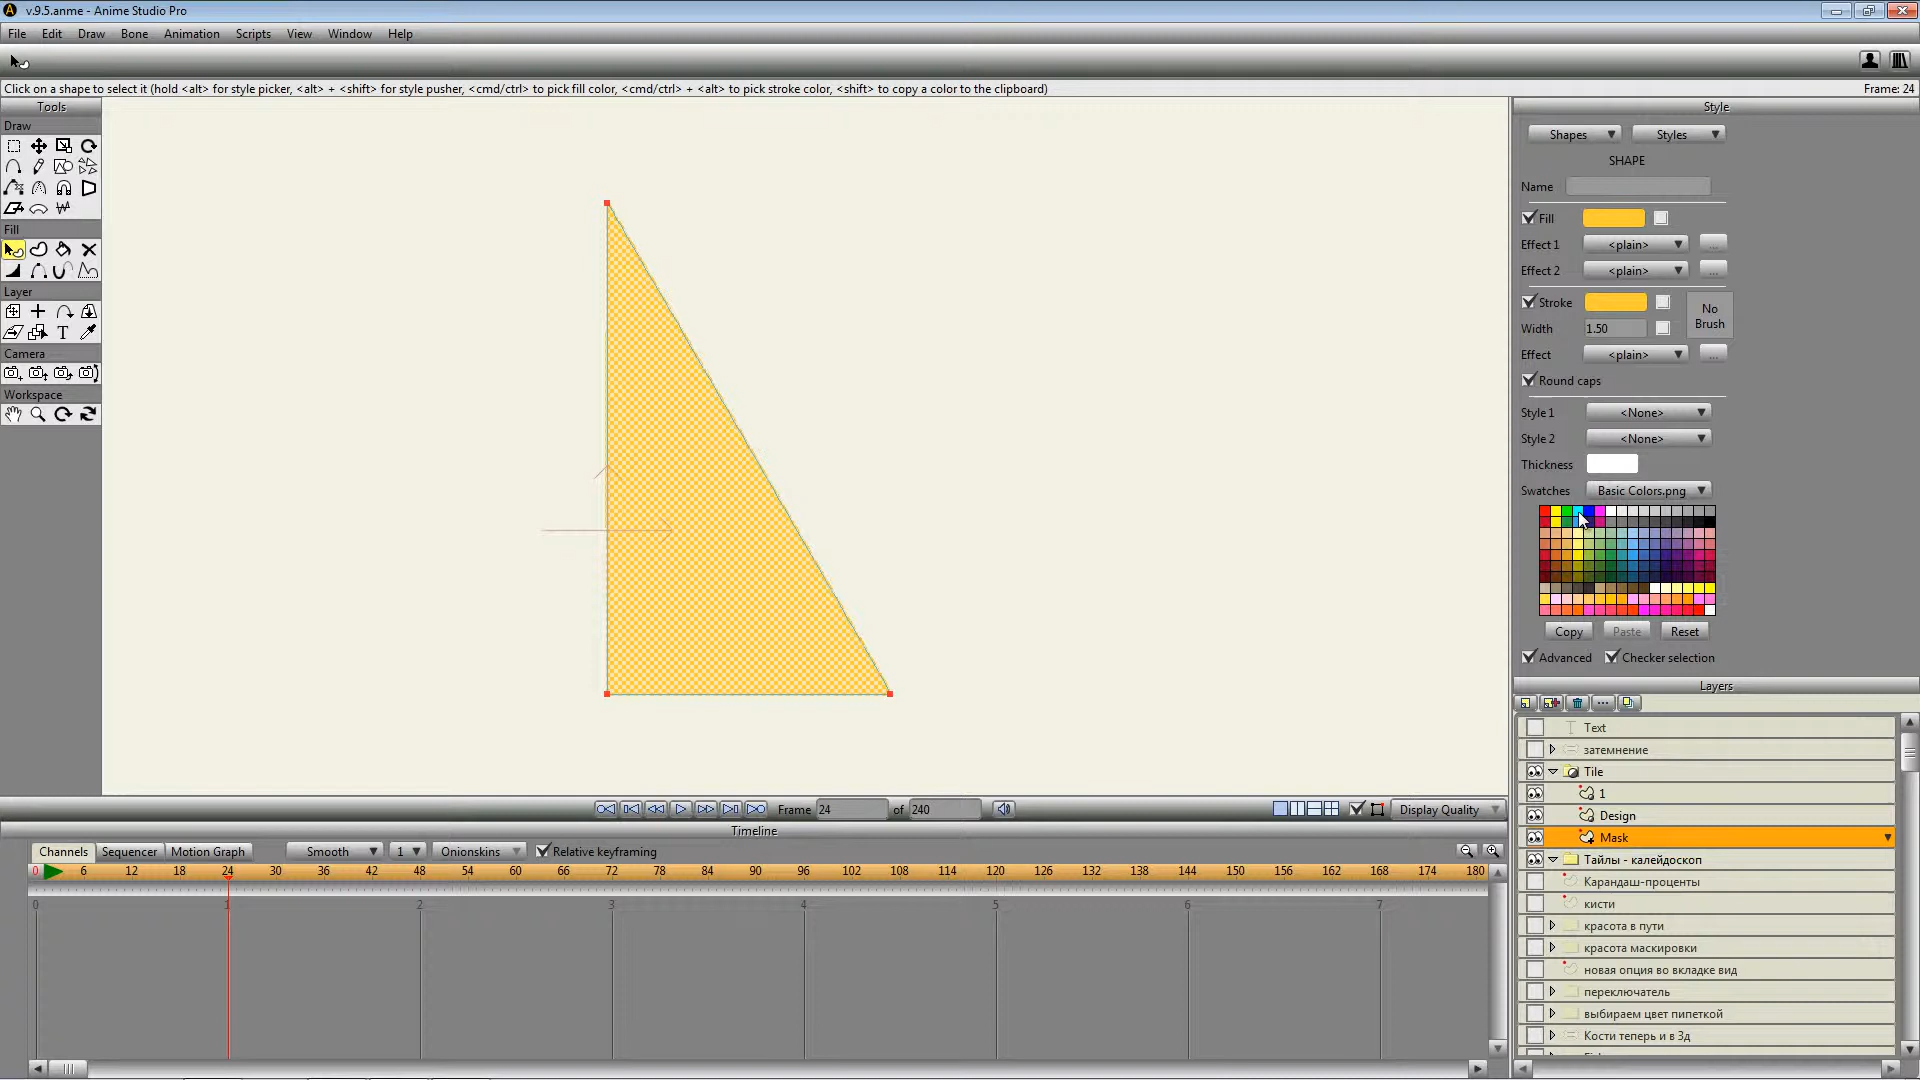 v.9.5.anme - Anime Studio Pro
File Edit Draw Bone Animation Scripts View Window Help
Click on a shape to select it (hold <alt> for style picker, <alt> + <shift> for style pusher, <cmd/ctrl> to pick fill color, <cmd/ctrl> + <alt> to pick stroke color, <shift> to copy a color to the clipboard)
Frame: 24
Tools
Draw
Fill
Layer
Camera
Workspace
Style
Shapes Styles
SHAPE
Name
Fill
Effect 1 <plain> ...
Effect 2 <plain> ...
Stroke
No Brush
Width 1.50
Effect <plain> ...
Round caps
Style 1 <None>
Style 2 <None>
Thickness
Swatches Basic Colors.png
Copy Paste Reset
Advanced Checker selection
Layers
Text
затемнение
Tile
1
Design
Mask
Тайлы - калейдоскоп
Карандаш-проценты
кисти
красота в пути
красота маскировки
новая опция во вкладке вид
переключатель
выбираем цвет пипеткой
Кости теперь и в 3д
Frame 24 of 240
Display Quality
Timeline
Channels Sequencer Motion Graph Smooth 1 Onionskins Relative keyframing
0 6 12 18 24 30 36 42 48 54 60 66 72 78 84 90 96 102 108 114 120 126 132 138 144 150 156 162 168 174 180
0 1 2 3 4 5 6 7